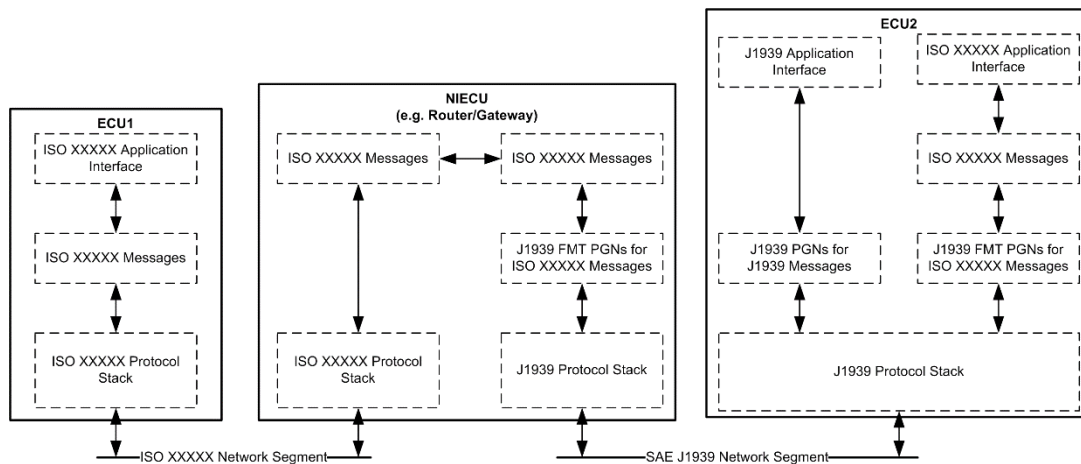 ECU1
ISO XXXXX Application
Interface
ISO XXXXX Messages
ISO XXXXX Protocol
Stack
NIECU
(e.g. Router/Gateway)
ISO XXXXX Messages
ISO XXXXX Messages
J1939 FMT PGNs for
ISO XXXXX Messages
ISO XXXXX Protocol
Stack
J1939 Protocol Stack
ECU2
J1939 Application
Interface
ISO XXXXX Application
Interface
ISO XXXXX Messages
J1939 PGNs for
J1939 Messages
J1939 FMT PGNs for
ISO XXXXX Messages
J1939 Protocol Stack
ISO XXXXX Network Segment
SAE J1939 Network Segment